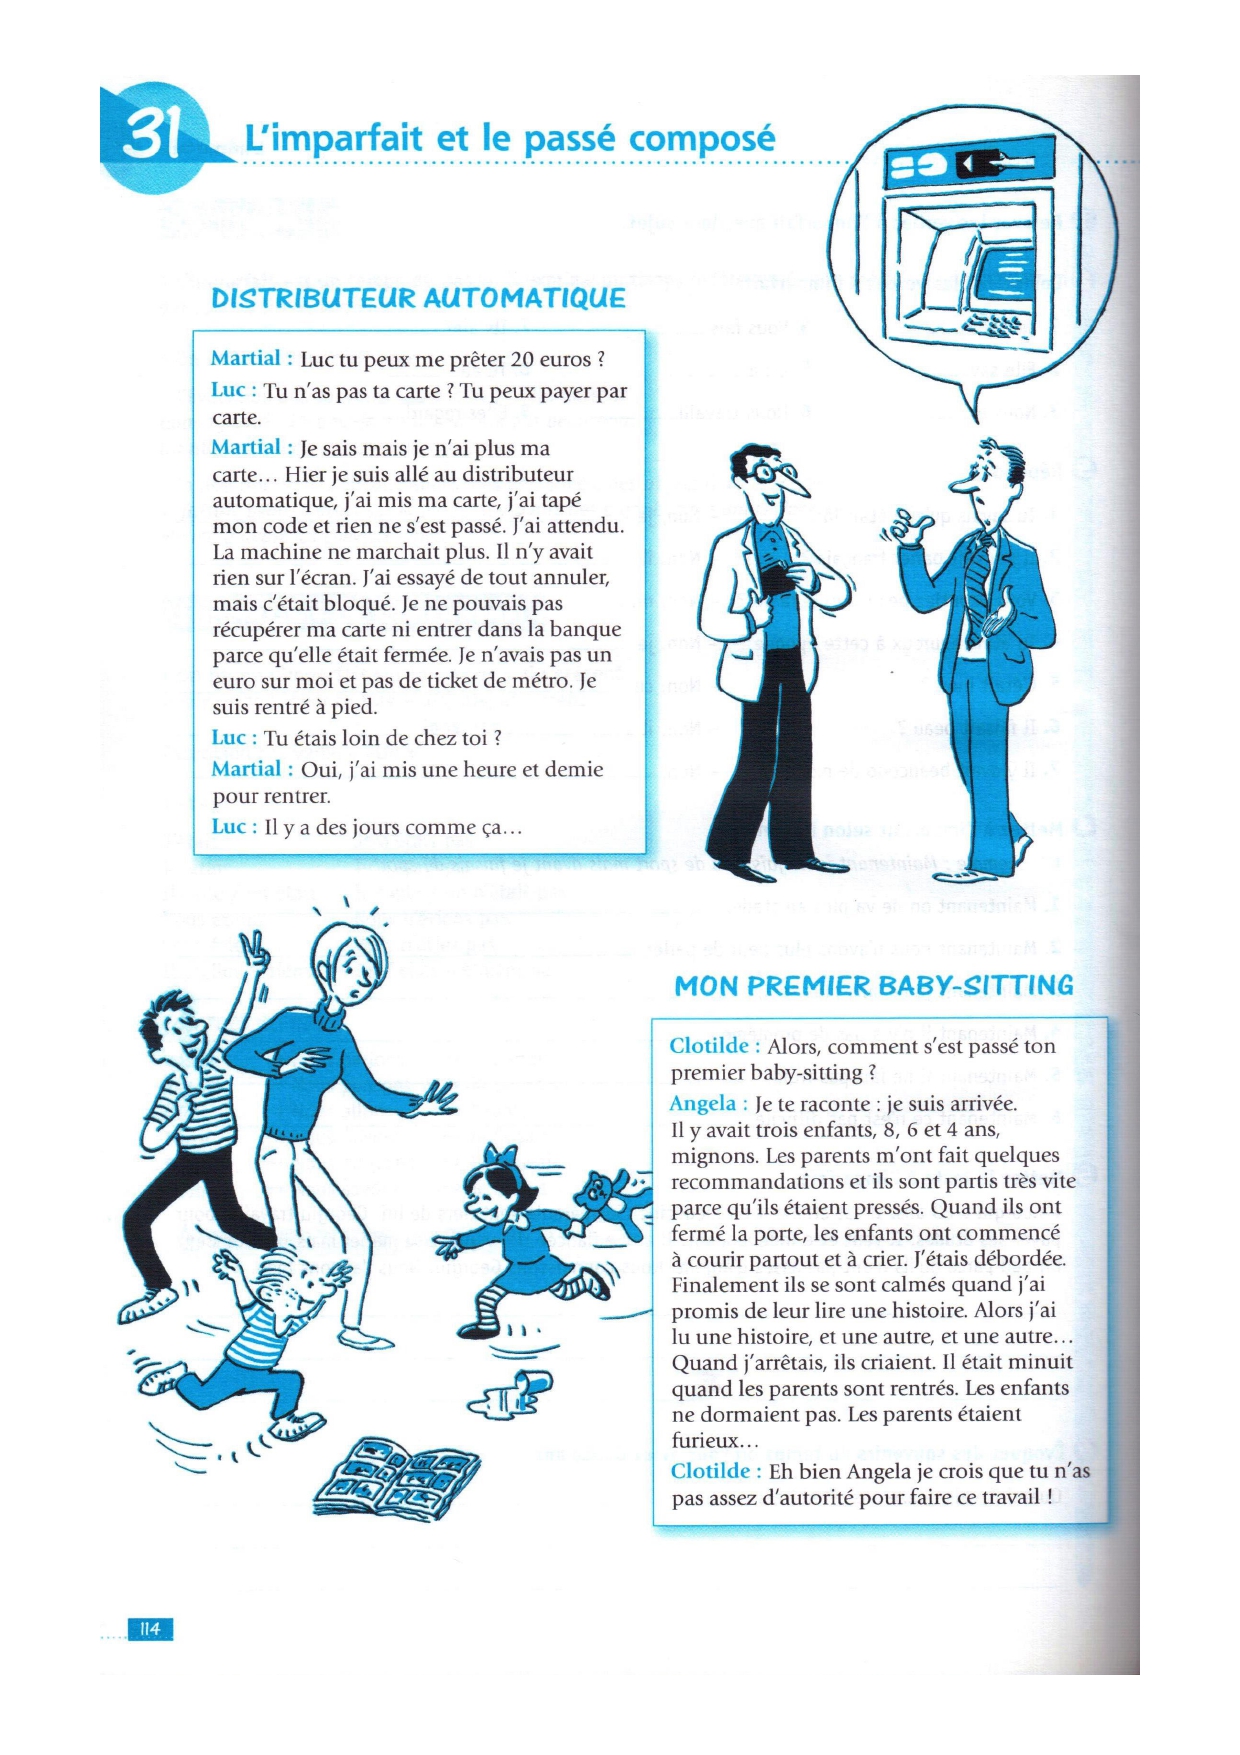 31
L'imparfait et le passé composé
DISTRIBUTEUR AUTOMATIQUE
Martial : Luc tu peux me prêter 20 euros ?
Luc : Tu n'as pas ta carte ? Tu peux payer par
carte.
Martial : Je sais mais je n'ai plus ma
carte... Hier je suis allé au distributeur
automatique, j'ai mis ma carte, j'ai tapé
mon code et rien ne s'est passé. J'ai attendu.
La machine ne marchait plus. Il n'y avait
rien sur l'écran. J'ai essayé de tout annuler,
mais c'était bloqué. Je ne pouvais pas
récupérer ma carte ni entrer dans la banque
parce qu'elle était fermée. Je n'avais pas un
euro sur moi et pas de ticket de métro. Je
suis rentré à pied.
Luc : Tu étais loin de chez toi ?
Martial : Oui, j'ai mis une heure et demie
pour rentrer.
Luc : Il y a des jours comme ça...
MON PREMIER BABY-SITTING
Clotilde : Alors, comment s'est passé ton
premier baby-sitting ?
Angela : Je te raconte : je suis arrivée.
Il y avait trois enfants, 8, 6 et 4 ans,
mignons. Les parents m'ont fait quelques
recommandations et ils sont partis très vite
parce qu'ils étaient pressés. Quand ils ont
fermé la porte, les enfants ont commencé
à courir partout et à crier. J'étais débordée.
Finalement ils se sont calmés quand j'ai
promis de leur lire une histoire. Alors j'ai
lu une histoire, et une autre, et une autre...
Quand j'arrêtais, ils criaient. Il était minuit
quand les parents sont rentrés. Les enfants
ne dormaient pas. Les parents étaient
furieux...
Clotilde : Eh bien Angela je crois que tu n'as
pas assez d'autorité pour faire ce travail !
114